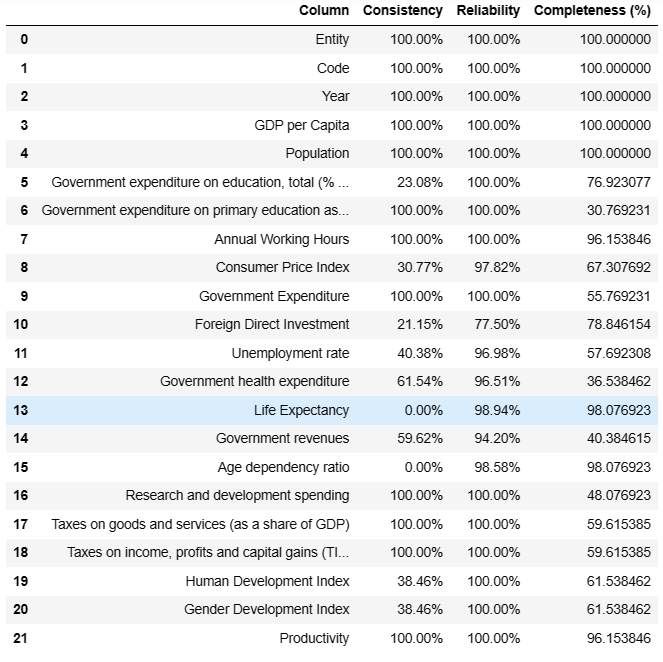 Column Consistency Reliability Completeness (%)
0 Entity 100.00% 100.00% 100.000000
1 Code 100.00% 100.00% 100.000000
2 Year 100.00% 100.00% 100.000000
3 GDP per Capita 100.00% 100.00% 100.000000
4 Population 100.00% 100.00% 100.000000
5 Government expenditure on education, total (% ... 23.08% 100.00% 76.923077
6 Government expenditure on primary education as... 100.00% 100.00% 30.769231
7 Annual Working Hours 100.00% 100.00% 96.153846
8 Consumer Price Index 30.77% 97.82% 67.307692
9 Government Expenditure 100.00% 100.00% 55.769231
10 Foreign Direct Investment 21.15% 77.50% 78.846154
11 Unemployment rate 40.38% 96.98% 57.692308
12 Government health expenditure 61.54% 96.51% 36.538462
13 Life Expectancy 0.00% 98.94% 98.076923
14 Government revenues 59.62% 94.20% 40.384615
15 Age dependency ratio 0.00% 98.58% 98.076923
16 Research and development spending 100.00% 100.00% 48.076923
17 Taxes on goods and services (as a share of GDP) 100.00% 100.00% 59.615385
18 Taxes on income, profits and capital gains (TI... 100.00% 100.00% 59.615385
19 Human Development Index 38.46% 100.00% 61.538462
20 Gender Development Index 38.46% 100.00% 61.538462
21 Productivity 100.00% 100.00% 96.153846